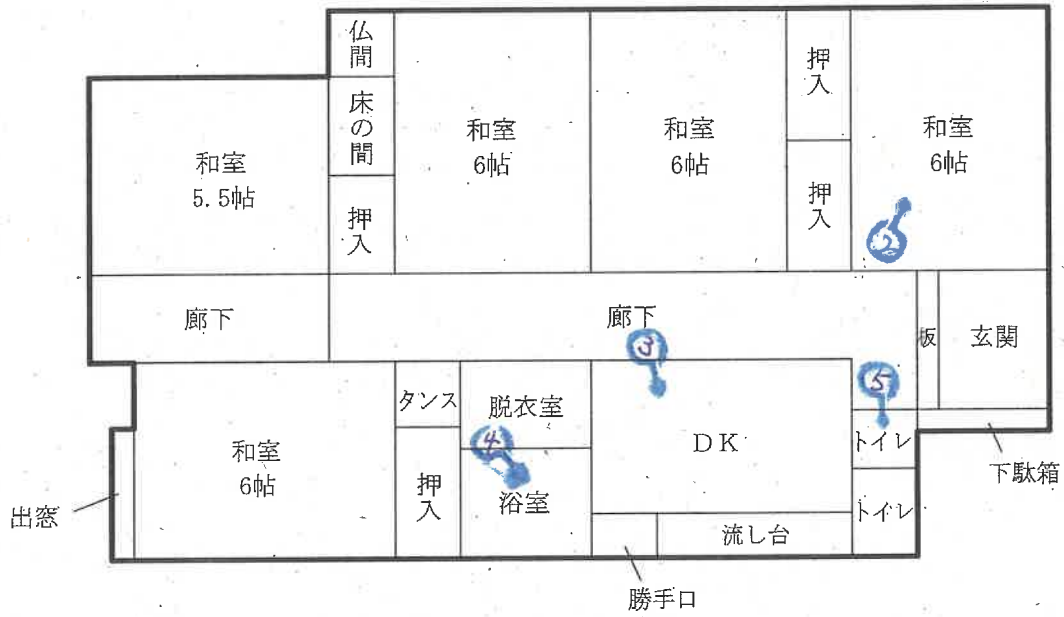 仏間
床の間
押入
和室
5.5帖
和室
6帖
和室
6帖
押入
押入
和室
6帖
②
廊下
廊下
③
板
玄関
⑤
タンス
脱衣室
④
浴室
和室
6帖
押入
DK
トイレ
トイレ
下駄箱
出窓
流し台
勝手口